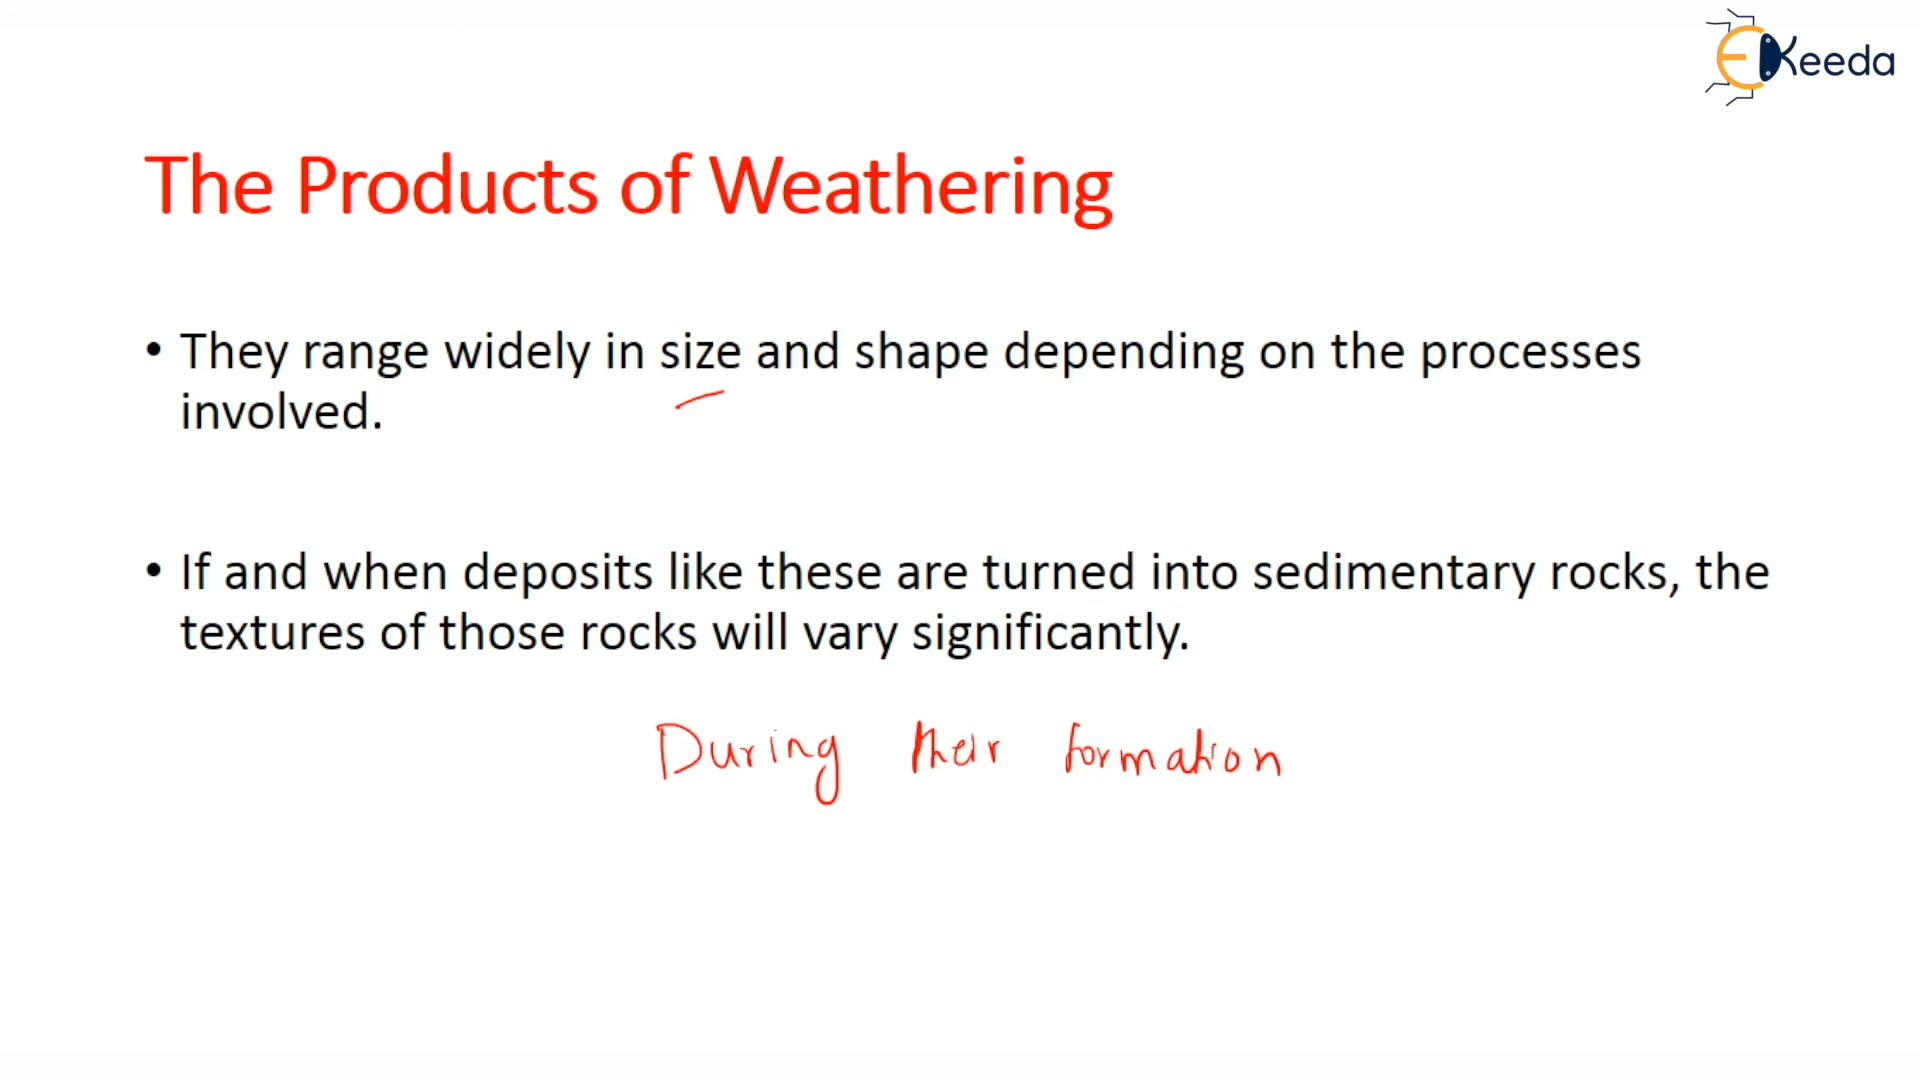 EKeeda
The Products of Weathering
• They range widely in size and shape depending on the processes
involved.
• If and when deposits like these are turned into sedimentary rocks, the
textures of those rocks will vary significantly.
During their formation